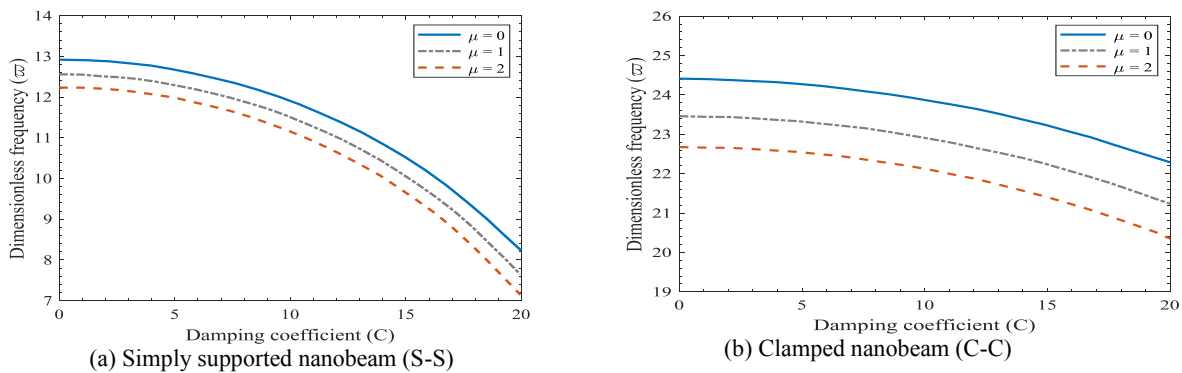 14
13
12
11
10
9
8
7
0
5
10
15
20
Dimensionless frequency (ϖ)
Damping coefficient (C)
μ = 0
μ = 1
μ = 2
(a) Simply supported nanobeam (S-S)
26
25
24
23
22
21
20
19
0
5
10
15
20
Dimensionless frequency (ϖ)
Damping coefficient (C)
μ = 0
μ = 1
μ = 2
(b) Clamped nanobeam (C-C)